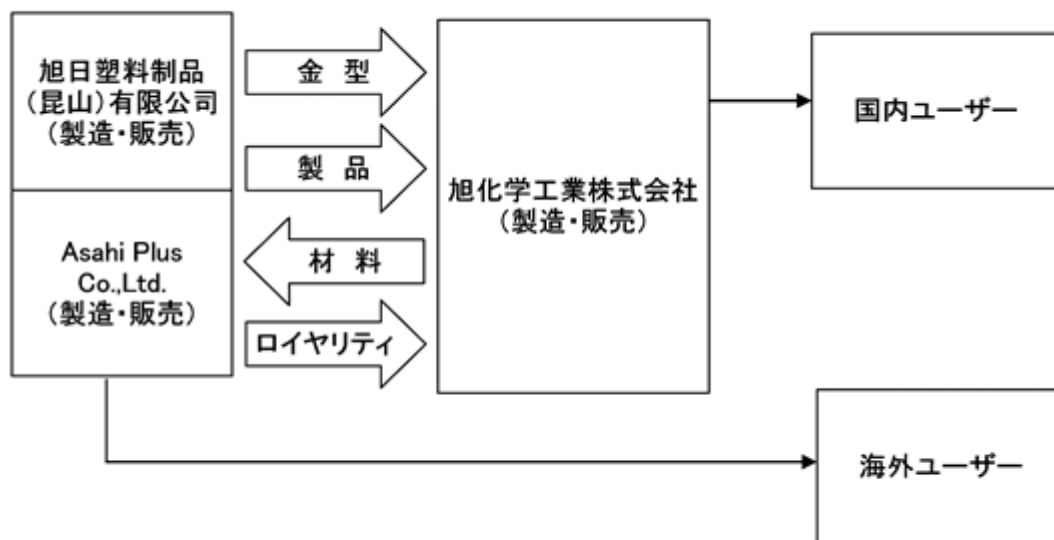 旭日塑料制品
（昆山）有限公司
（製造・販売）
Asahi Plus
Co.,Ltd.
（製造・販売）
金 型
製 品
材 料
ロイヤリティ
旭化学工業株式会社
（製造・販売）
国内ユーザー
海外ユーザー